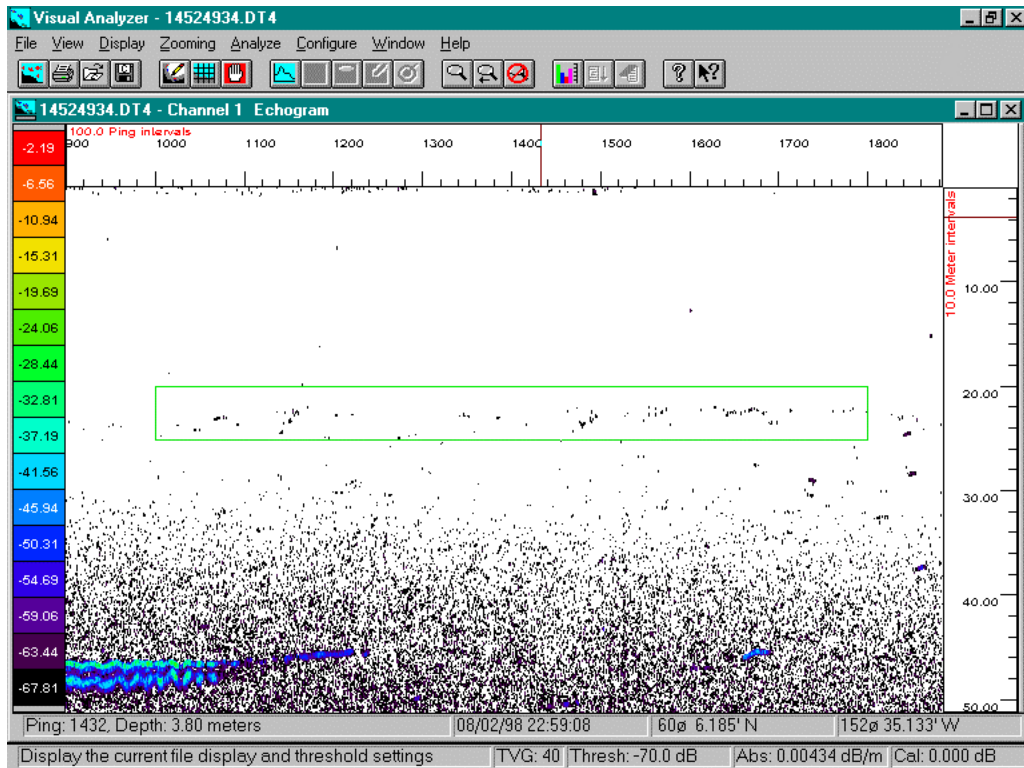 Visual Analyzer - 14524934.DT4
File View Display Zooming Analyze Configure Window Help
14524934.DT4 - Channel 1 Echogram
100.0 Ping intervals
900 1000 1100 1200 1300 1400 1500 1600 1700 1800
-2.19
-6.56
-10.94
-15.31
-19.69
-24.06
-28.44
-32.81
-37.19
-41.56
-45.94
-50.31
-54.69
-59.06
-63.44
-67.81
10.0 Meter intervals
10.00
20.00
30.00
40.00
50.00
Ping: 1432, Depth: 3.80 meters 08/02/98 22:59:08 60ø 6.185' N 152ø 35.133' W
Display the current file display and threshold settings TVG: 40 Thresh: -70.0 dB Abs: 0.00434 dB/m Cal: 0.000 dB